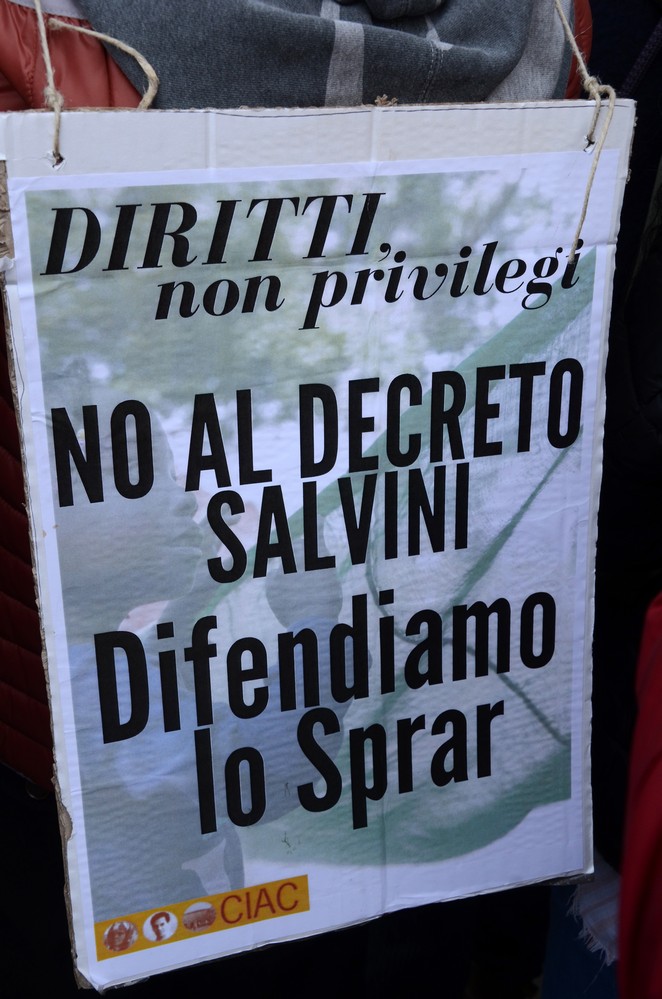 DIRITTI,
non privilegi
NO AL DECRETO
SALVINI
Difendiamo
lo Sprar
CIAC